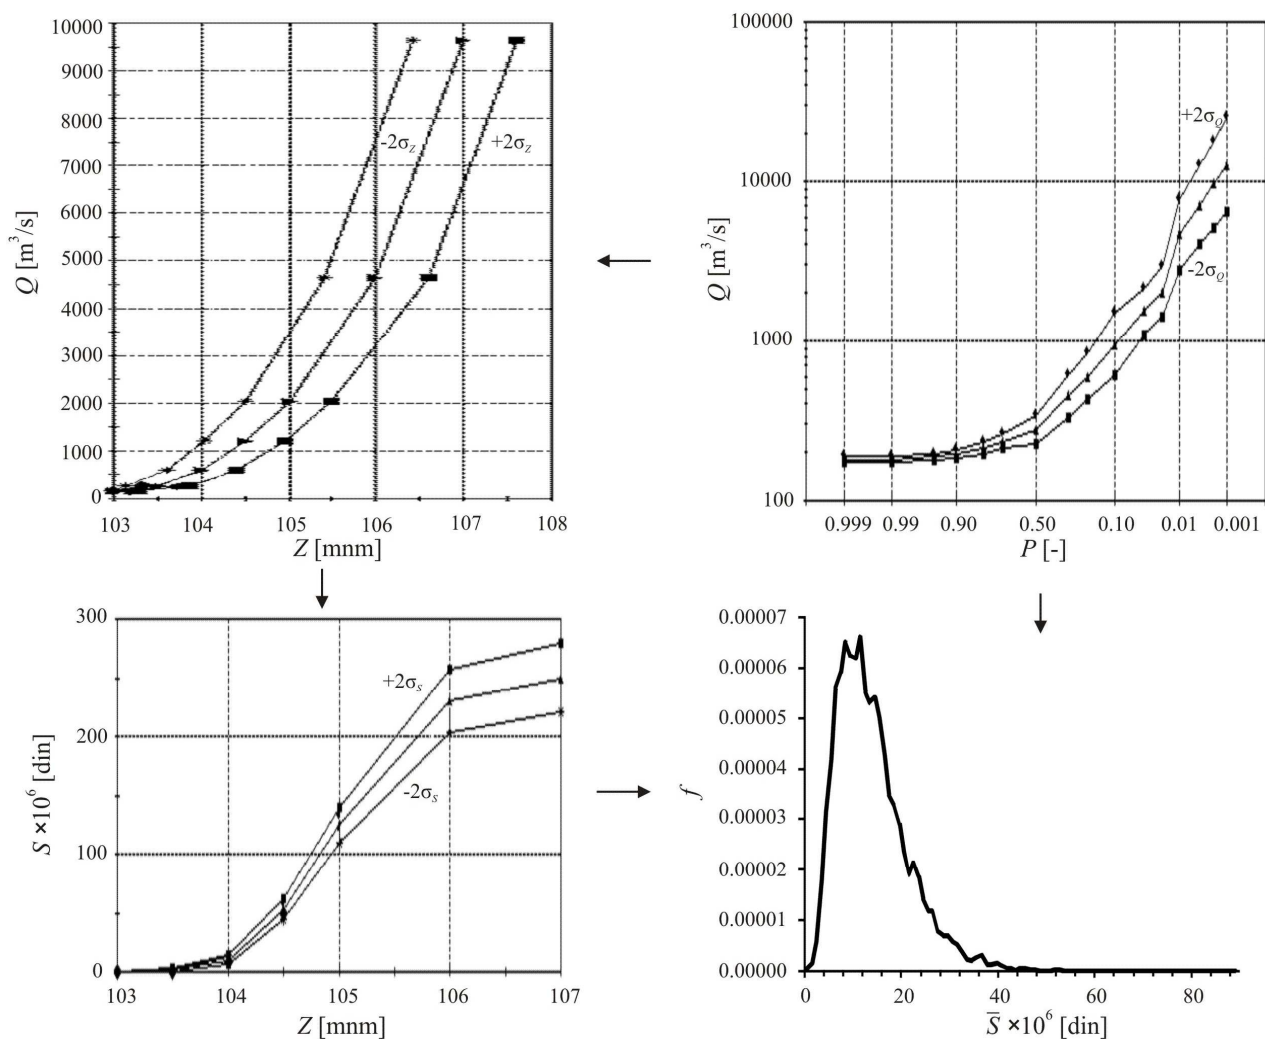 10000
9000
8000
7000
6000
5000
4000
3000
2000
1000
0
Q [m³/s]
-2σZ
+2σZ
103 104 105 106 107 108
Z [mnm]
100000
10000
1000
100
Q [m³/s]
+2σQ
-2σQ
0.999 0.99 0.90 0.50 0.10 0.01 0.001
P [-]
300
200
100
0
S ×10⁶ [din]
+2σS
-2σS
103 104 105 106 107
Z [mnm]
0.00007
0.00006
0.00005
0.00004
0.00003
0.00002
0.00001
0.00000
f
0 20 40 60 80
S̅ ×10⁶ [din]